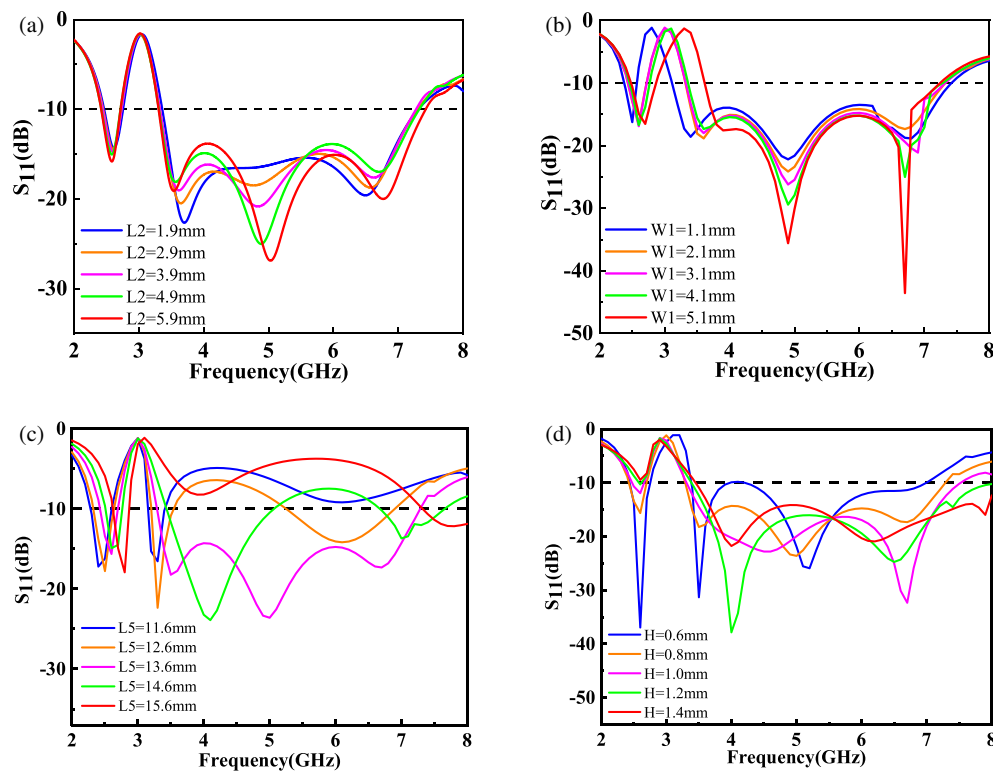 (a)
0
-10
-20
-30
S11(dB)
L2=1.9mm
L2=2.9mm
L2=3.9mm
L2=4.9mm
L2=5.9mm
2 3 4 5 6 7 8
Frequency(GHz)
(b)
0
-10
-20
-30
-40
-50
S11(dB)
W1=1.1mm
W1=2.1mm
W1=3.1mm
W1=4.1mm
W1=5.1mm
2 3 4 5 6 7 8
Frequency(GHz)
(c)
0
-10
-20
-30
S11(dB)
L5=11.6mm
L5=12.6mm
L5=13.6mm
L5=14.6mm
L5=15.6mm
2 3 4 5 6 7 8
Frequency(GHz)
(d)
0
-10
-20
-30
-40
-50
S11(dB)
H=0.6mm
H=0.8mm
H=1.0mm
H=1.2mm
H=1.4mm
2 3 4 5 6 7 8
Frequency(GHz)